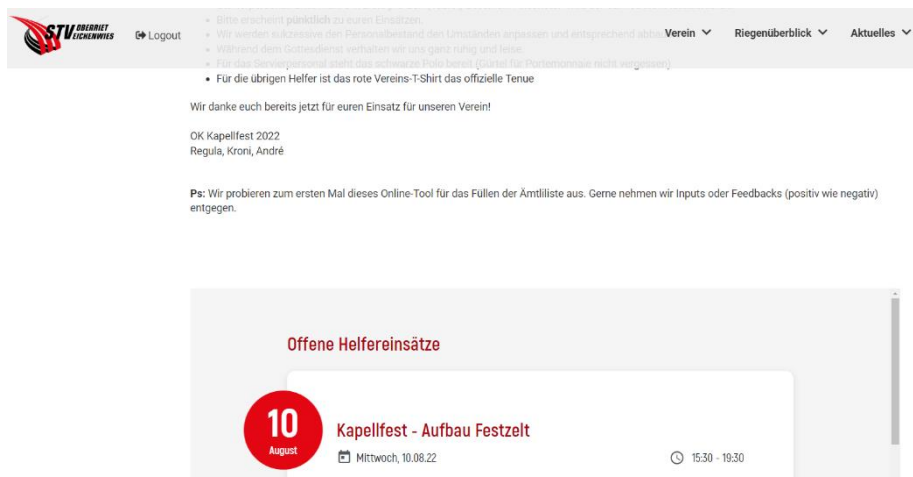 STV OBERRIET EICHENWIES
Logout
Verein
Riegenüberblick
Aktuelles
• Bitte erscheint pünktlich zu euren Einsätzen.
• Wir werden sukzessive den Personalbestand den Umständen anpassen und entsprechend
• Während dem Gottesdienst verhalten wir uns ganz ruhig und leise
• Für das Servierpersonal steht das schwarze Polo bereit (Gürtel für Portemonnaie nicht vergessen)
• Für die übrigen Helfer ist das rote Vereins-T-Shirt das offizielle Tenue
Wir danke euch bereits jetzt für euren Einsatz für unseren Verein!
OK Kapellfest 2022
Regula, Kroni, André
Ps: Wir probieren zum ersten Mal dieses Online-Tool für das Füllen der Ämtliliste aus. Gerne nehmen wir Inputs oder Feedbacks (positiv wie negativ)
entgegen.
Offene Helfereinsätze
10
August
Kapellfest - Aufbau Festzelt
Mittwoch, 10.08.22
15:30 - 19:30